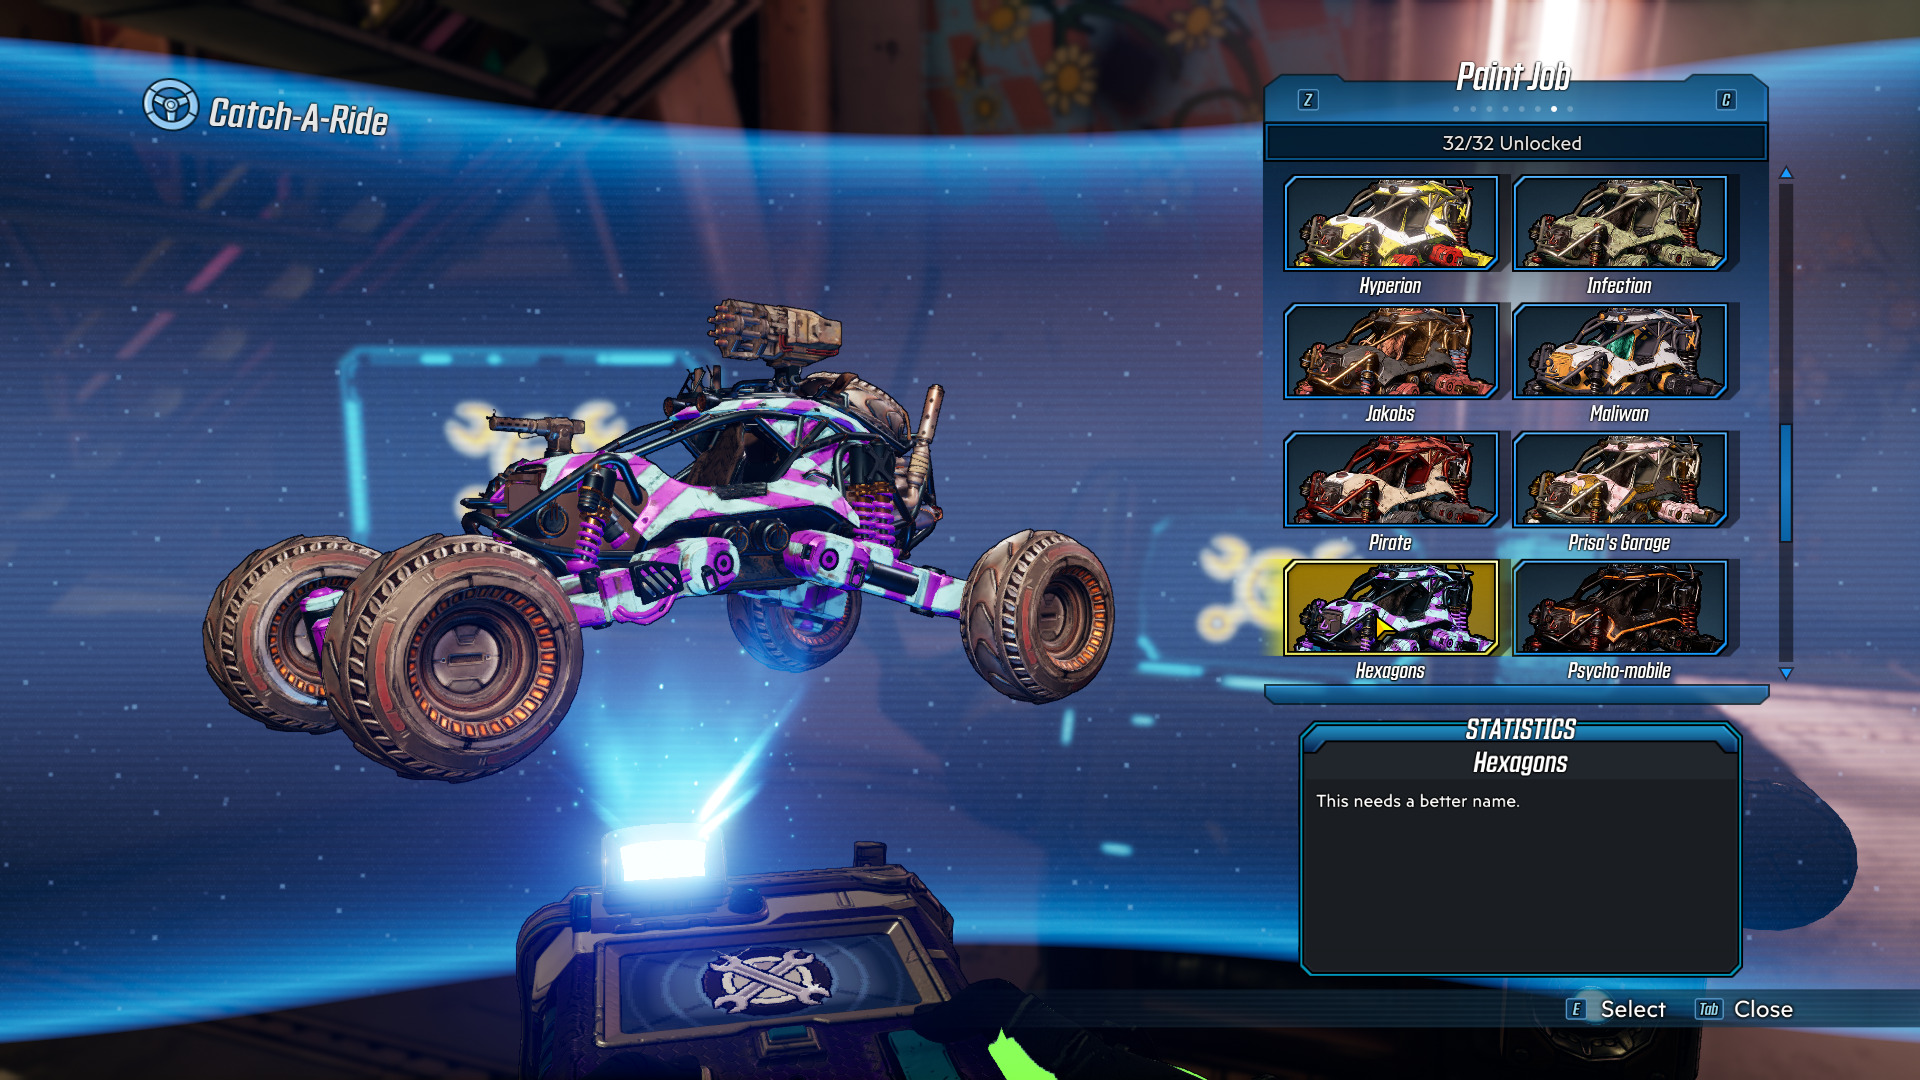 Catch-A-Ride
Paint Job
Z
C
32/32 Unlocked
Hyperion
Infection
Jakobs
Maliwan
Pirate
Prisa's Garage
Hexagons
Psycho-mobile
STATISTICS
Hexagons
This needs a better name.
E Select Tab Close